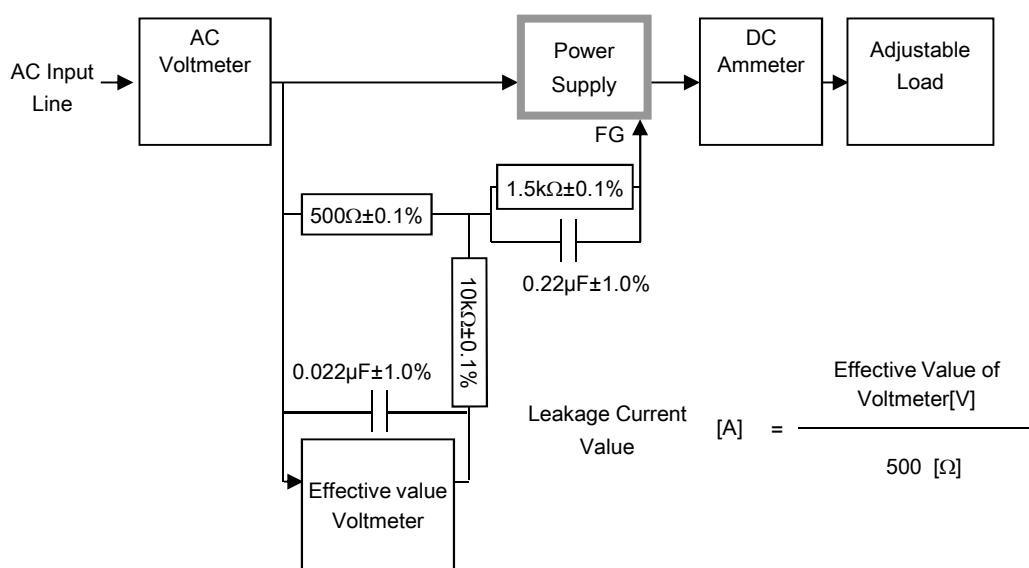 AC
Voltmeter
Power
Supply
DC
Ammeter
Adjustable
Load
AC Input
Line
FG
1.5kΩ±0.1%
500Ω±0.1%
0.22µF±1.0%
10kΩ±0.1%
0.022µF±1.0%
Effective value
Voltmeter
Leakage Current
Value
[A] =
Effective Value of
Voltmeter[V]
500 [Ω]